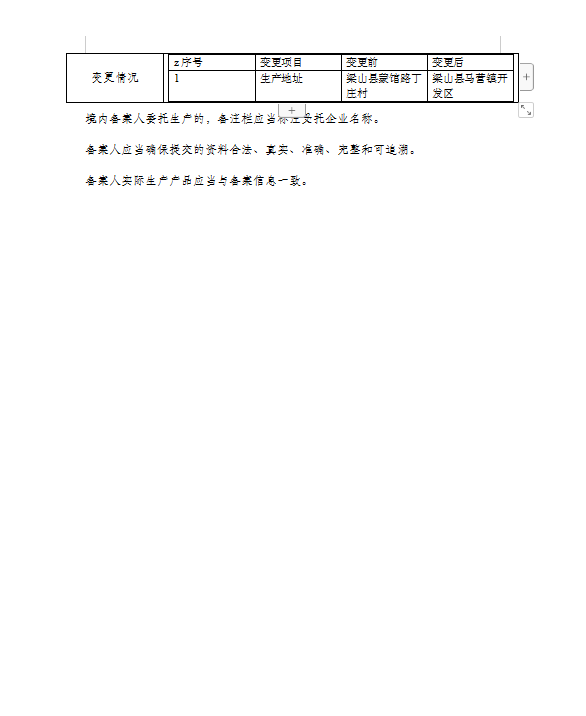 z序号 变更项目 变更前 变更后
变更情况 1 生产地址 梁山县蒙馆路丁 梁山县马营镇开
庄村 发区
境内备案人委托生产的，备注栏应当标注受托企业名称。
备案人应当确保提交的资料合法、真实、准确、完整和可追溯。
备案人实际生产产品应当与备案信息一致。